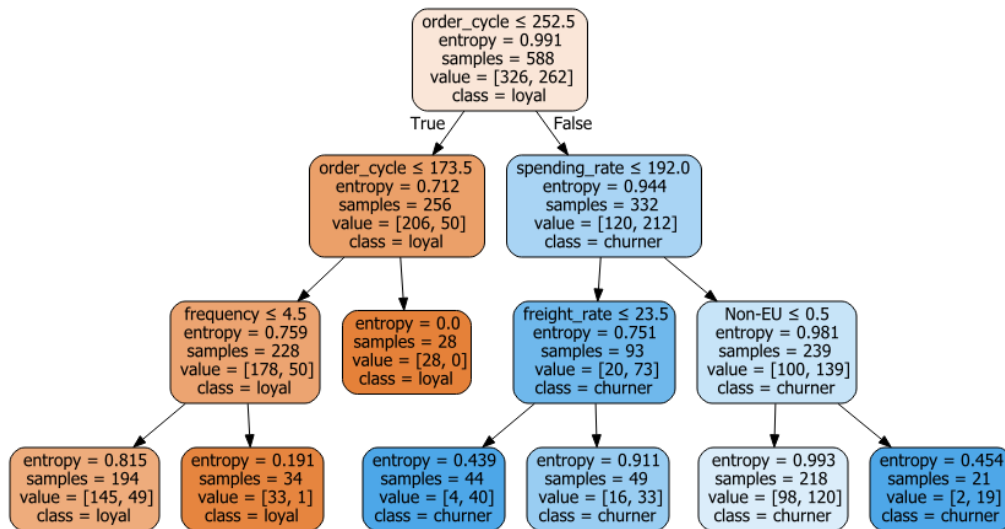 order_cycle ≤ 252.5
entropy = 0.991
samples = 588
value = [326, 262]
class = loyal
True
False
order_cycle ≤ 173.5
entropy = 0.712
samples = 256
value = [206, 50]
class = loyal
spending_rate ≤ 192.0
entropy = 0.944
samples = 332
value = [120, 212]
class = churner
frequency ≤ 4.5
entropy = 0.759
samples = 228
value = [178, 50]
class = loyal
entropy = 0.0
samples = 28
value = [28, 0]
class = loyal
freight_rate ≤ 23.5
entropy = 0.751
samples = 93
value = [20, 73]
class = churner
Non-EU ≤ 0.5
entropy = 0.981
samples = 239
value = [100, 139]
class = churner
entropy = 0.815
samples = 194
value = [145, 49]
class = loyal
entropy = 0.191
samples = 34
value = [33, 1]
class = loyal
entropy = 0.439
samples = 44
value = [4, 40]
class = churner
entropy = 0.911
samples = 49
value = [16, 33]
class = churner
entropy = 0.993
samples = 218
value = [98, 120]
class = churner
entropy = 0.454
samples = 21
value = [2, 19]
class = churner